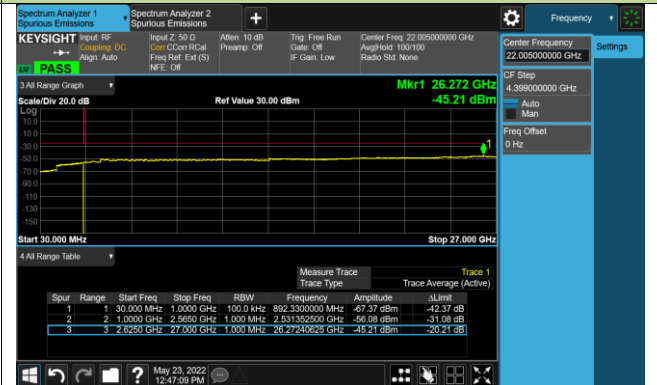 Spectrum Analyzer 1
Spurious Emissions
Spectrum Analyzer 2
Spurious Emissions
Frequency
KEYSIGHT
PASS
Input: RF
Coupling: DC
Align: Auto
Input Z: 50 Ω
Corr CCorr RCal
Freq Ref: Ext (S)
NFE: Off
Atten: 10 dB
Preamp: Off
Trig: Free Run
Gate: Off
IF Gain: Low
Center Freq: 22.005000000 GHz
Avg|Hold: 100/100
Radio Std: None
Center Frequency
22.005000000 GHz
Settings
CF Step
4.399000000 GHz
Auto
Man
Freq Offset
0 Hz
3 All Range Graph
Mkr1 26.272 GHz
-45.21 dBm
Scale/Div 20.0 dB
Ref Value 30.00 dBm
Log
10.0
-10.0
-30.0
-50.0
-70.0
-90.0
-110
-130
-150
1
Start 30.000 MHz
Stop 27.000 GHz
4 All Range Table
Measure Trace Trace 1
Trace Type Trace Average (Active)
Spur Range Start Freq Stop Freq RBW Frequency Amplitude ΔLimit
1 1 30.000 MHz 1.0000 GHz 100.0 kHz 892.3300000 MHz -67.37 dBm -42.37 dB
2 2 1.0000 GHz 2.5650 GHz 1.000 MHz 2.531352500 GHz -56.08 dBm -31.08 dB
3 3 2.6250 GHz 27.000 GHz 1.000 MHz 26.27240625 GHz -45.21 dBm -20.21 dB
May 23, 2022
12:47:09 PM